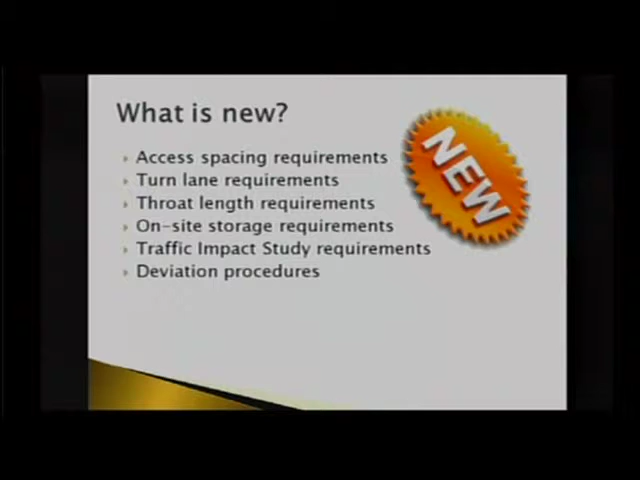 What is new?
Access spacing requirements
Turn lane requirements
Throat length requirements
On-site storage requirements
Traffic Impact Study requirements
Deviation procedures
NEW